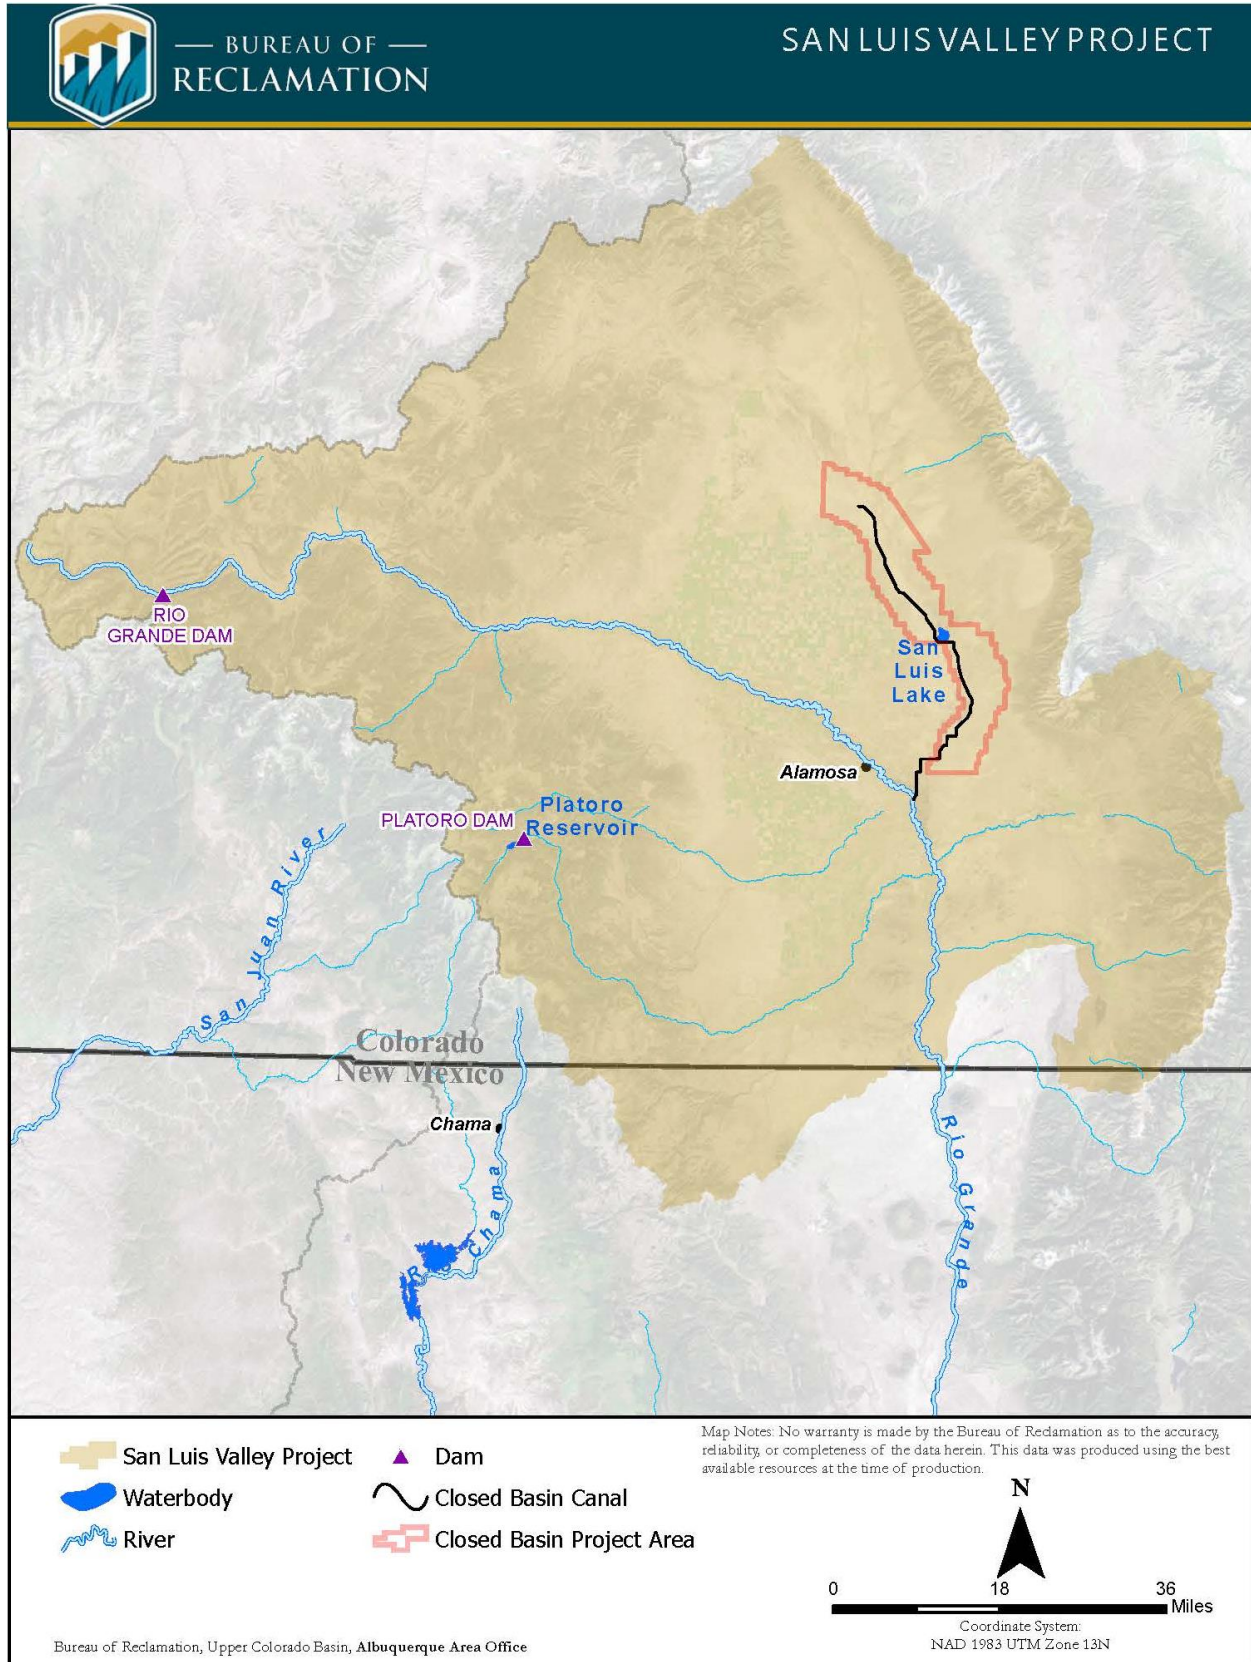 BUREAU OF
RECLAMATION
SAN LUIS VALLEY PROJECT
RIO
GRANDE DAM
San
Luis
Lake
Alamosa
Platoro
Reservoir
PLATORO DAM
San Juan River
Colorado
New Mexico
Chama
Rio Chama
Rio Grande
San Luis Valley Project
Waterbody
River
Dam
Closed Basin Canal
Closed Basin Project Area
Map Notes: No warranty is made by the Bureau of Reclamation as to the accuracy,
reliability, or completeness of the data herein. This data was produced using the best
available resources at the time of production.
N
0 18 36
Miles
Coordinate System:
NAD 1983 UTM Zone 13N
Bureau of Reclamation, Upper Colorado Basin, Albuquerque Area Office